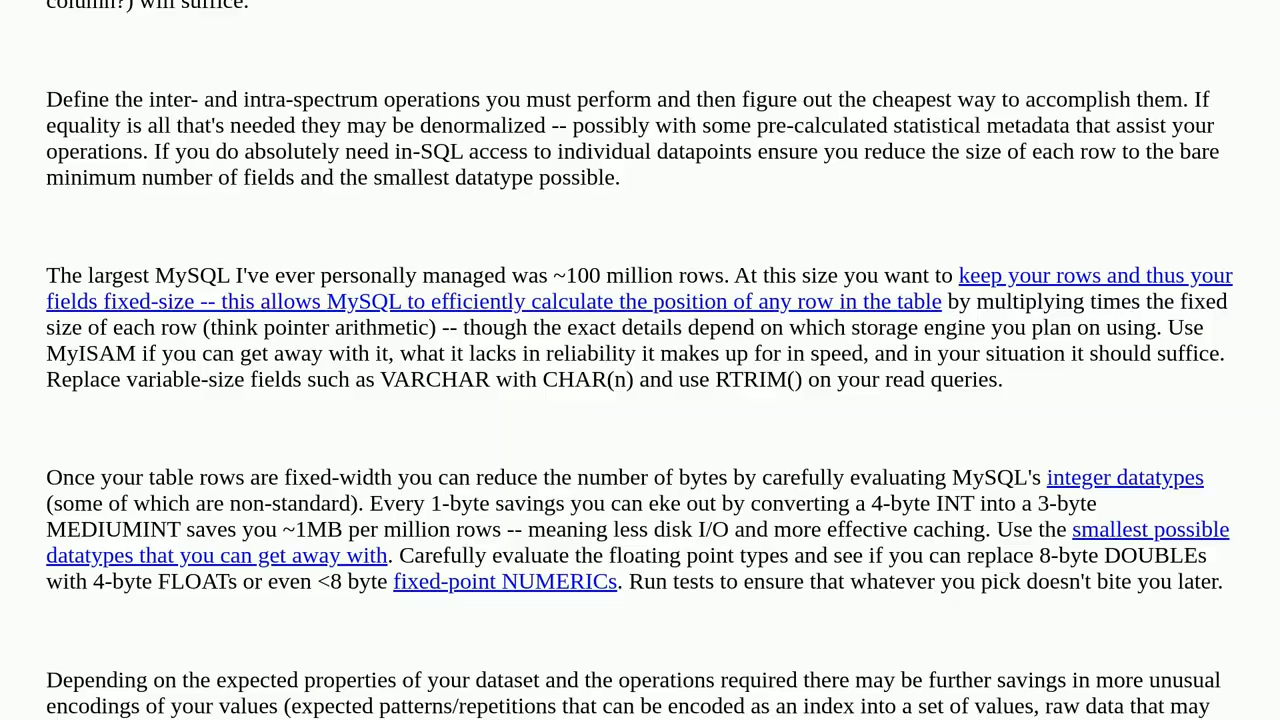 column?) will suffice.
Define the inter- and intra-spectrum operations you must perform and then figure out the cheapest way to accomplish them. If
equality is all that's needed they may be denormalized -- possibly with some pre-calculated statistical metadata that assist your
operations. If you do absolutely need in-SQL access to individual datapoints ensure you reduce the size of each row to the bare
minimum number of fields and the smallest datatype possible.
The largest MySQL I've ever personally managed was ~100 million rows. At this size you want to keep your rows and thus your
fields fixed-size -- this allows MySQL to efficiently calculate the position of any row in the table by multiplying times the fixed
size of each row (think pointer arithmetic) -- though the exact details depend on which storage engine you plan on using. Use
MyISAM if you can get away with it, what it lacks in reliability it makes up for in speed, and in your situation it should suffice.
Replace variable-size fields such as VARCHAR with CHAR(n) and use RTRIM() on your read queries.
Once your table rows are fixed-width you can reduce the number of bytes by carefully evaluating MySQL's integer datatypes
(some of which are non-standard). Every 1-byte savings you can eke out by converting a 4-byte INT into a 3-byte
MEDIUMINT saves you ~1MB per million rows -- meaning less disk I/O and more effective caching. Use the smallest possible
datatypes that you can get away with. Carefully evaluate the floating point types and see if you can replace 8-byte DOUBLEs
with 4-byte FLOATs or even <8 byte fixed-point NUMERICs. Run tests to ensure that whatever you pick doesn't bite you later.
Depending on the expected properties of your dataset and the operations required there may be further savings in more unusual
encodings of your values (expected patterns/repetitions that can be encoded as an index into a set of values, raw data that may